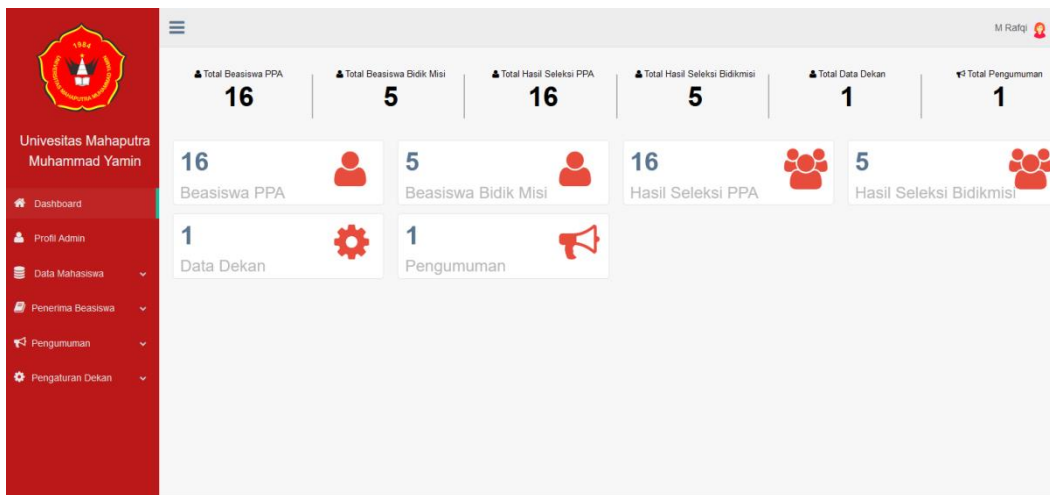 M Rafqi
1984
Univesitas Mahaputra
Muhammad Yamin
Dashboard
Profil Admin
Data Mahasiswa
Penerima Beasiswa
Pengumuman
Pengaturan Dekan
Total Beasiswa PPA
16
Total Beasiswa Bidik Misi
5
Total Hasil Seleksi PPA
16
Total Hasil Seleksi Bidikmisi
5
Total Data Dekan
1
Total Pengumuman
1
16
Beasiswa PPA
5
Beasiswa Bidik Misi
16
Hasil Seleksi PPA
5
Hasil Seleksi Bidikmisi
1
Data Dekan
1
Pengumuman